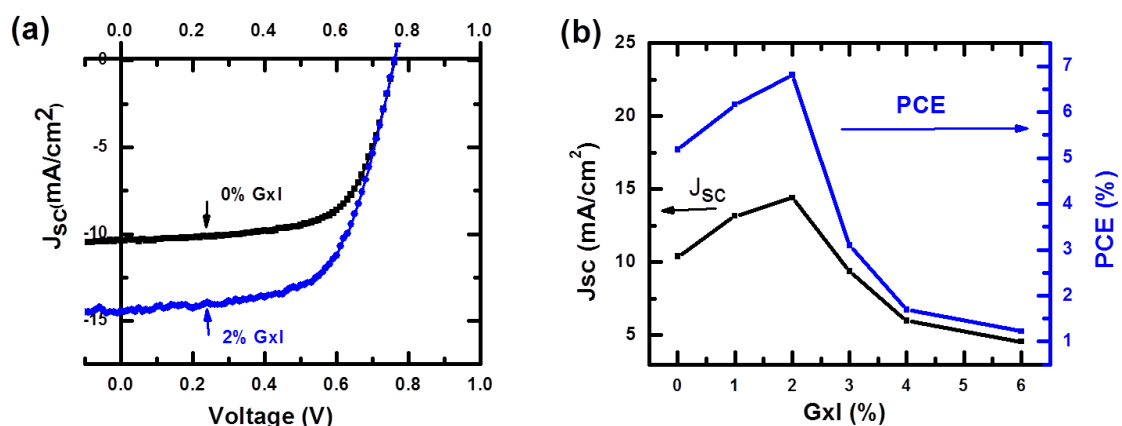 (a)
0.0 0.2 0.4 0.6 0.8 1.0
0
-5
-10
-15
JSC(mA/cm2)
0% GxI
2% GxI
0.0 0.2 0.4 0.6 0.8 1.0
Voltage (V)
(b)
25
20
15
10
5
Jsc (mA/cm2)
PCE
JSC
7
6
5
4
3
2
1
PCE (%)
0 1 2 3 4 5 6
GxI (%)